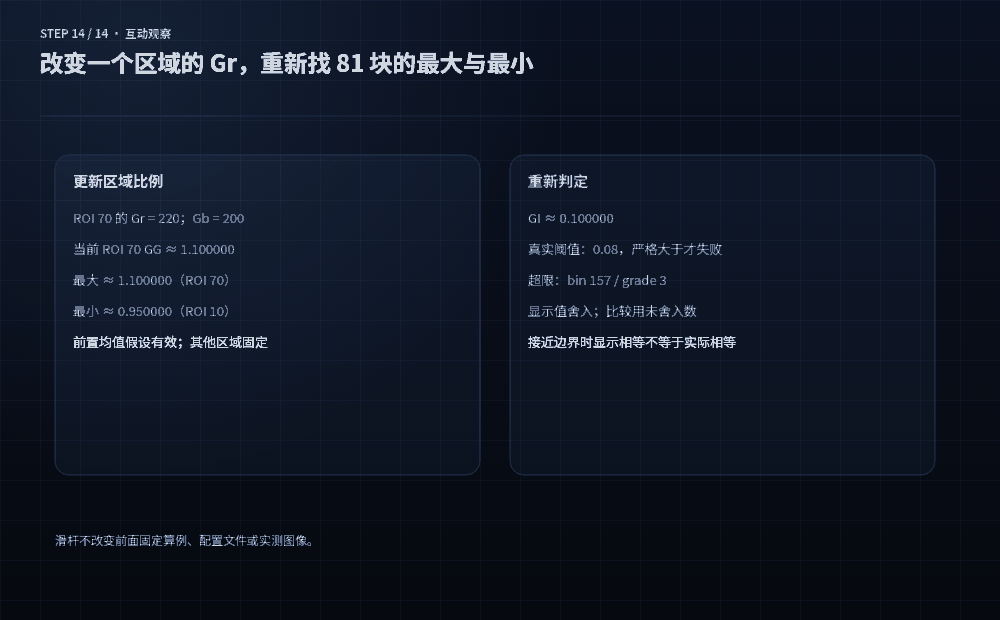 STEP 14 / 14 · 互动观察
改变一个区域的 Gr，重新找 81 块的最大与最小
更新区域比例
ROI 70 的 Gr = 220；Gb = 200
当前 ROI 70 GG ≈ 1.100000
最大 ≈ 1.100000（ROI 70）
最小 ≈ 0.950000（ROI 10）
前置均值假设有效；其他区域固定
重新判定
GI ≈ 0.100000
真实阈值：0.08，严格大于才失败
超限：bin 157 / grade 3
显示值舍入；比较用未舍入数
接近边界时显示相等不等于实际相等
滑杆不改变前面固定算例、配置文件或实测图像。